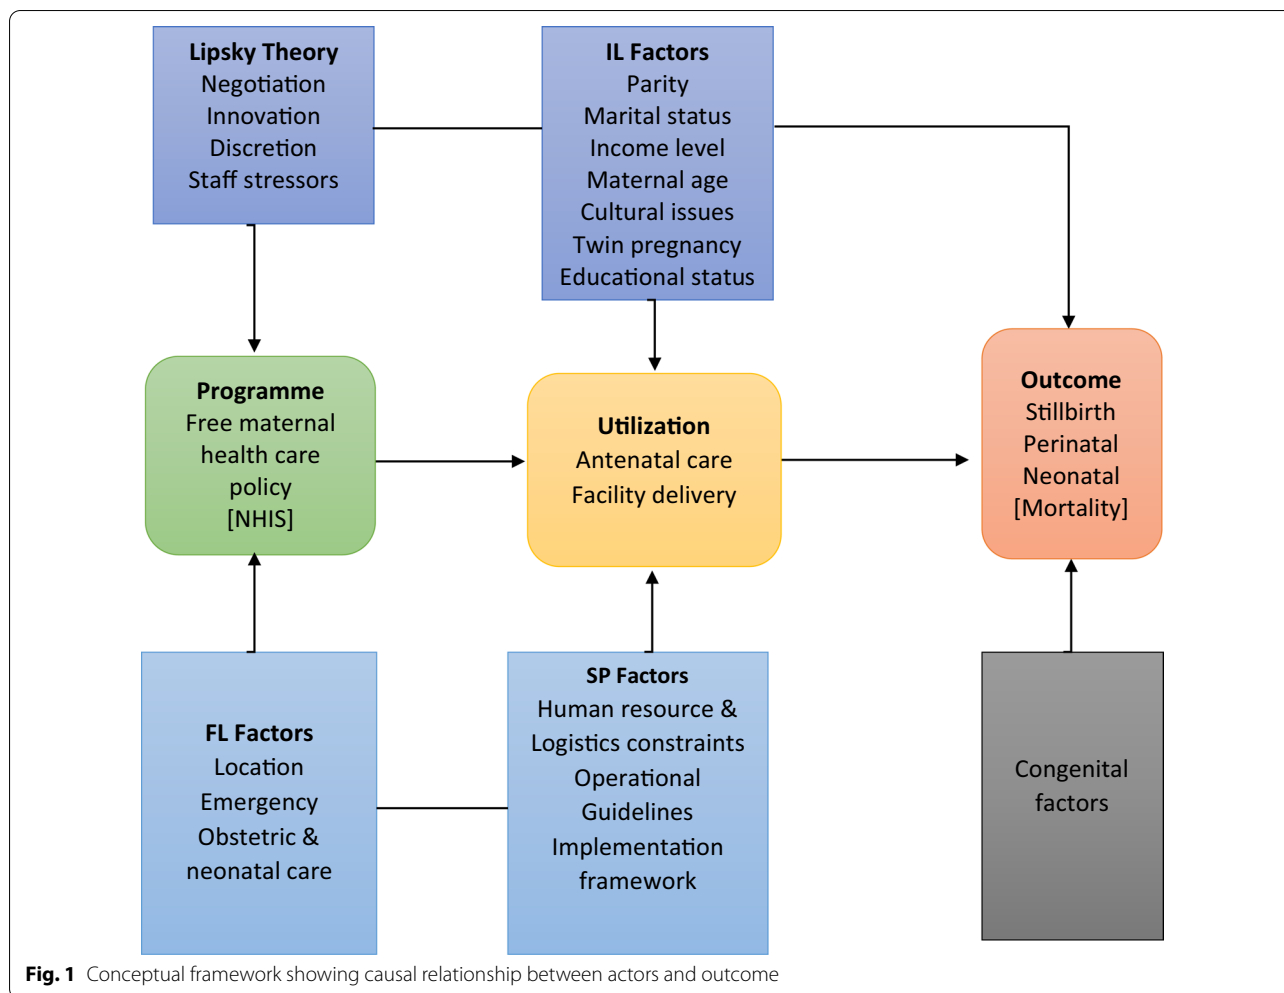 Lipsky Theory
Negotiation
Innovation
Discretion
Staff stressors
IL Factors
Parity
Marital status
Income level
Maternal age
Cultural issues
Twin pregnancy
Educational status
Programme
Free maternal
health care
policy
[NHIS]
Utilization
Antenatal care
Facility delivery
Outcome
Stillbirth
Perinatal
Neonatal
[Mortality]
FL Factors
Location
Emergency
Obstetric &
neonatal care
SP Factors
Human resource &
Logistics constraints
Operational
Guidelines
Implementation
framework
Congenital
factors
Fig. 1 Conceptual framework showing causal relationship between actors and outcome